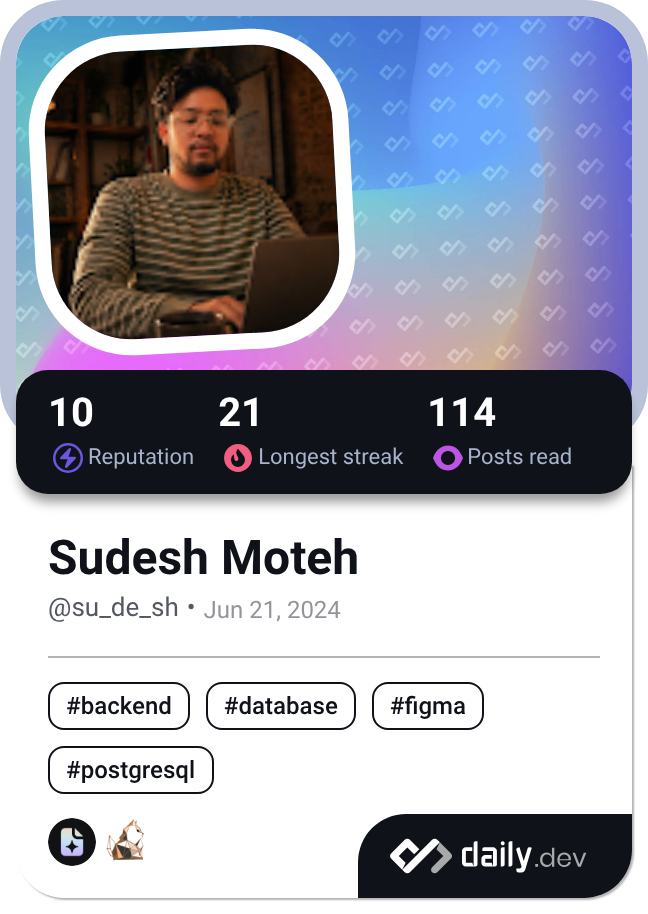 10 21 114
Reputation Longest streak Posts read
Sudesh Moteh
@su_de_sh • Jun 21, 2024
#backend #database #figma
#postgresql
daily.dev